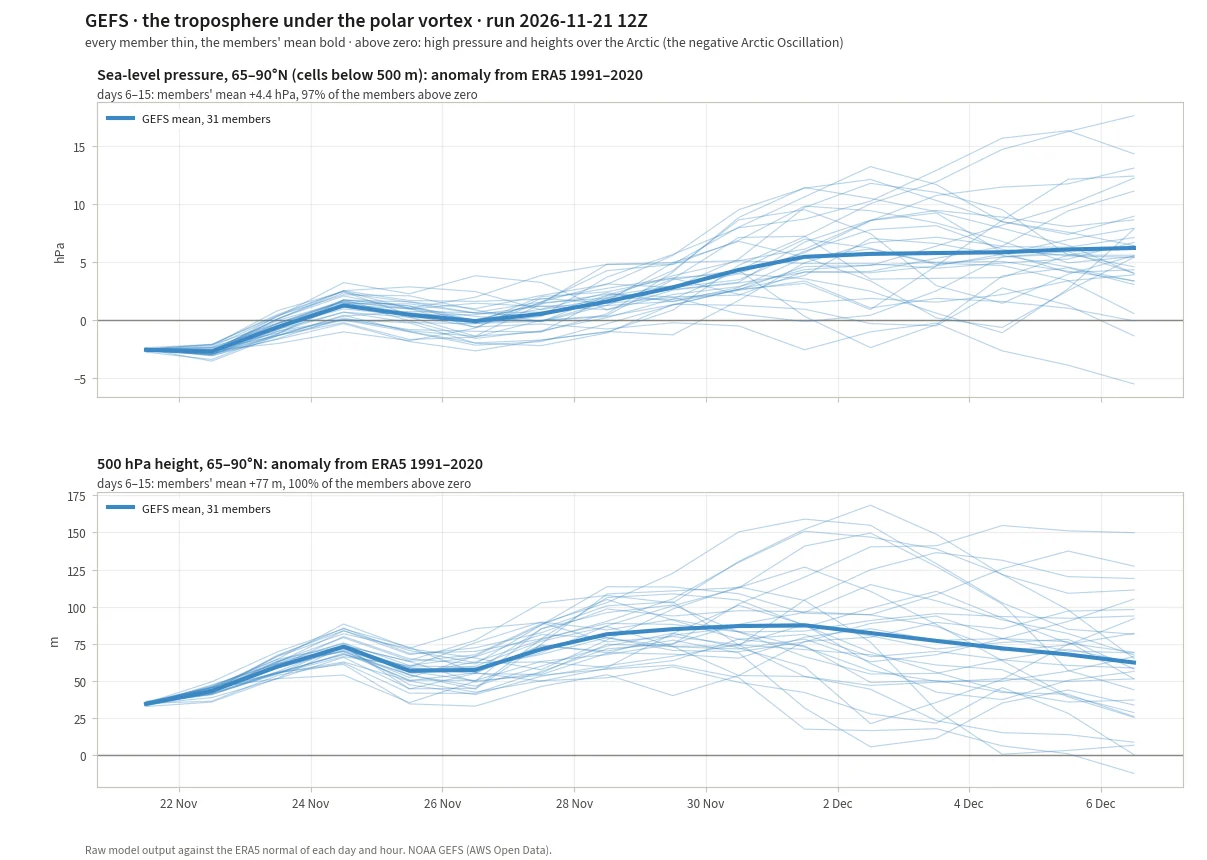 GEFS · the troposphere under the polar vortex · run 2026-11-21 12Z
every member thin, the members' mean bold · above zero: high pressure and heights over the Arctic (the negative Arctic Oscillation)
Sea-level pressure, 65–90°N (cells below 500 m): anomaly from ERA5 1991–2020
days 6–15: members' mean +4.4 hPa, 97% of the members above zero
GEFS mean, 31 members
15
10
5
0
−5
hPa
500 hPa height, 65–90°N: anomaly from ERA5 1991–2020
days 6–15: members' mean +77 m, 100% of the members above zero
GEFS mean, 31 members
175
150
125
100
75
50
25
0
m
22 Nov 24 Nov 26 Nov 28 Nov 30 Nov 2 Dec 4 Dec 6 Dec
Raw model output against the ERA5 normal of each day and hour. NOAA GEFS (AWS Open Data).